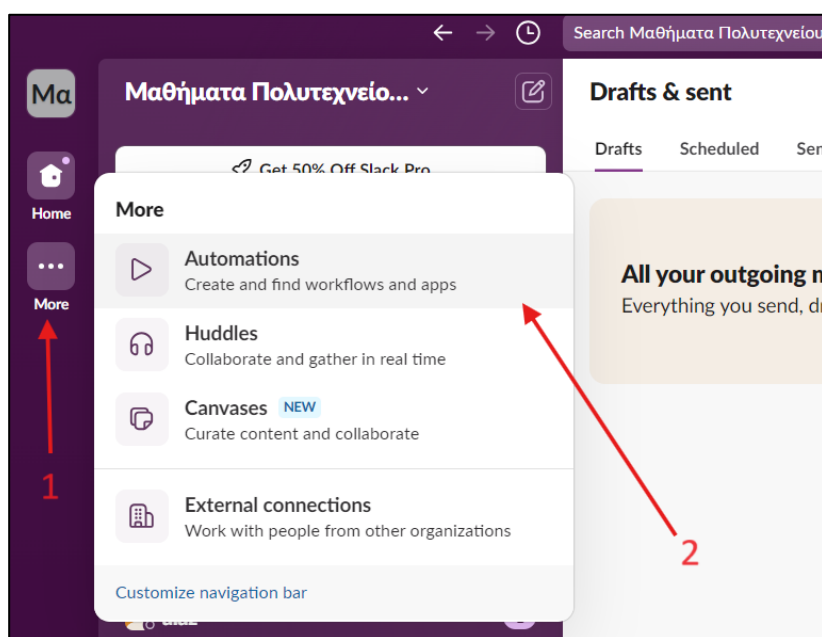 Search Μαθήματα Πολυτεχνείου
Μα
Μαθήματα Πολυτεχνείο...
Drafts & sent
Drafts Scheduled
Get 50% Off Slack Pro
Home
More
More
Automations
Create and find workflows and apps
All your outgoing
Everything you send,
Huddles
Collaborate and gather in real time
Canvases NEW
Curate content and collaborate
1
External connections
Work with people from other organizations
2
Customize navigation bar